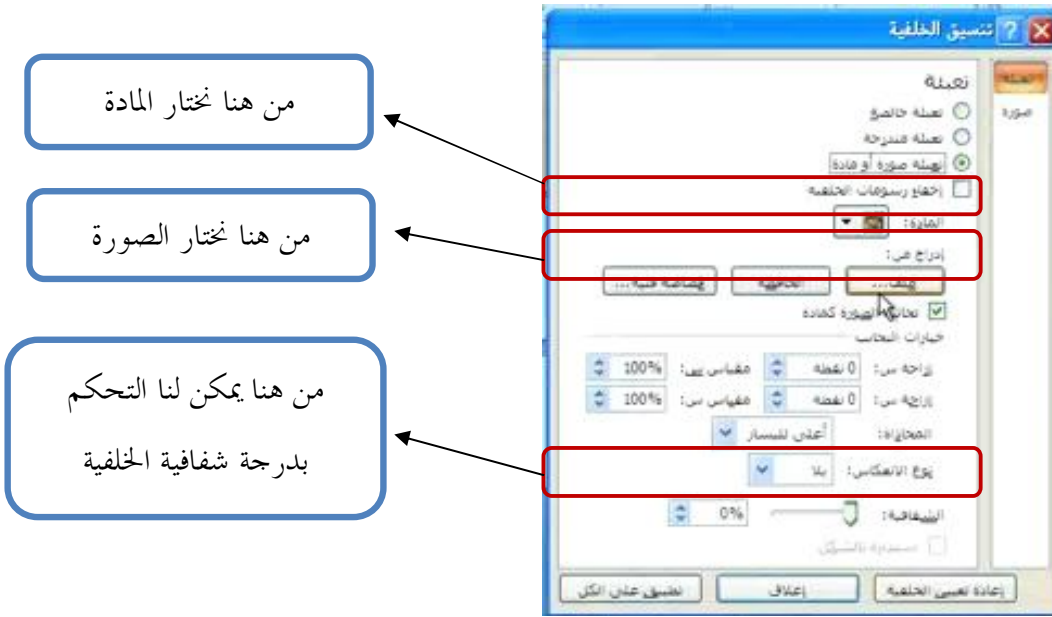 تنسيق الخلفية
تعبئة
صورة
تعبئة
تعبئة خالصة
تعبئة متدرجة
تعبئة صورة أو مادة
إخفاء رسومات الخلفية
المادة:
إدراج من:
ملف...
الحافظة
قصاصة فنية...
تجانب الصورة كمادة
خيارات التجانب
إزاحة س: 0 نقطة مقياس س: 100%
إزاحة س: 0 نقطة مقياس س: 100%
المحاذاة: أعلى لليسار
نوع الانعكاس: بلا
الشفافية: 0%
استدارة بالشكل
إعادة تعيين الخلفية
إغلاق
تطبيق على الكل
من هنا نختار المادة
من هنا نختار الصورة
من هنا يمكن لنا التحكم
بدرجة شفافية الخلفية